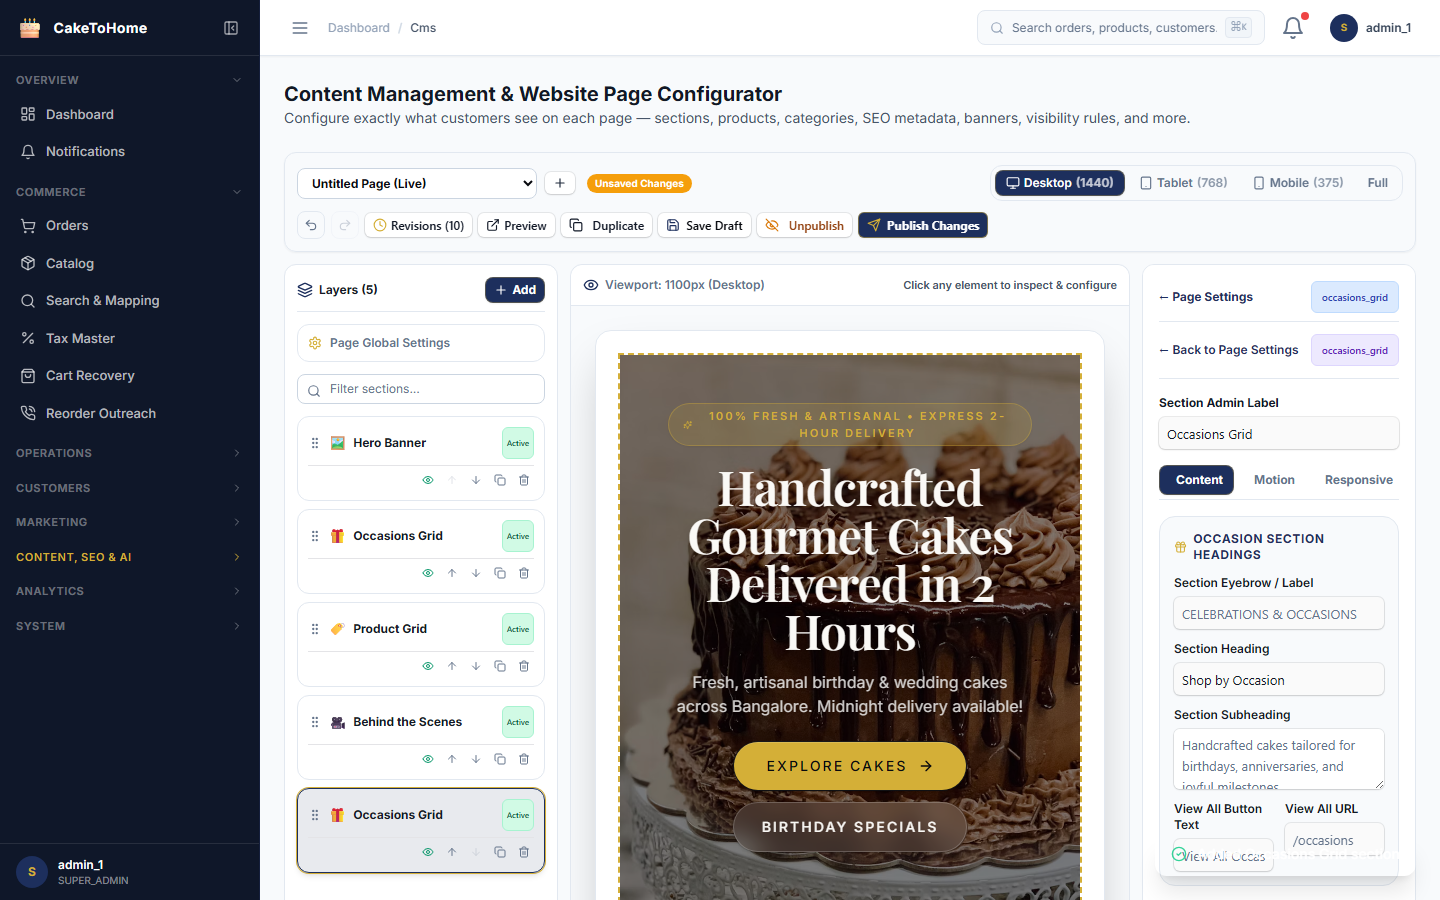 CakeToHome
OVERVIEW
Dashboard
Notifications
COMMERCE
Orders
Catalog
Search & Mapping
Tax Master
Cart Recovery
Reorder Outreach
OPERATIONS
CUSTOMERS
MARKETING
CONTENT, SEO & AI
ANALYTICS
SYSTEM
S
admin_1
SUPER_ADMIN
Dashboard / Cms
Search orders, products, customers.
⌘K
S
admin_1
Content Management & Website Page Configurator
Configure exactly what customers see on each page — sections, products, categories, SEO metadata, banners, visibility rules, and more.
Untitled Page (Live)
Unsaved Changes
Desktop (1440)
Tablet (768)
Mobile (375)
Full
Revisions (10)
Preview
Duplicate
Save Draft
Unpublish
Publish Changes
Layers (5)
+ Add
Page Global Settings
Filter sections...
Hero Banner
Active
Occasions Grid
Active
Product Grid
Active
Behind the Scenes
Active
Occasions Grid
Active
Viewport: 1100px (Desktop)
Click any element to inspect & configure
100% FRESH & ARTISANAL • EXPRESS 2-
HOUR DELIVERY
Handcrafted
Gourmet Cakes
Delivered in 2
Hours
Fresh, artisanal birthday & wedding cakes
across Bangalore. Midnight delivery available!
EXPLORE CAKES →
BIRTHDAY SPECIALS
← Page Settings
occasions_grid
← Back to Page Settings
occasions_grid
Section Admin Label
Occasions Grid
Content
Motion
Responsive
OCCASION SECTION
HEADINGS
Section Eyebrow / Label
CELEBRATIONS & OCCASIONS
Section Heading
Shop by Occasion
Section Subheading
Handcrafted cakes tailored for
birthdays, anniversaries, and
joyful milestones
View All Button
Text
View All URL
/occasions
View All Occas